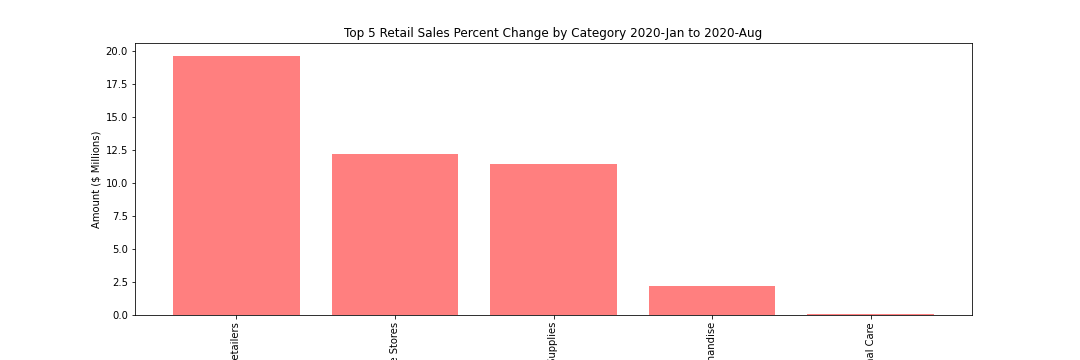 Top 5 Retail Sales Percent Change by Category 2020-Jan to 2020-Aug
Amount ($ Millions)
20.0
17.5
15.0
12.5
10.0
7.5
5.0
2.5
0.0
etailers
Stores
upplies
handise
al Care